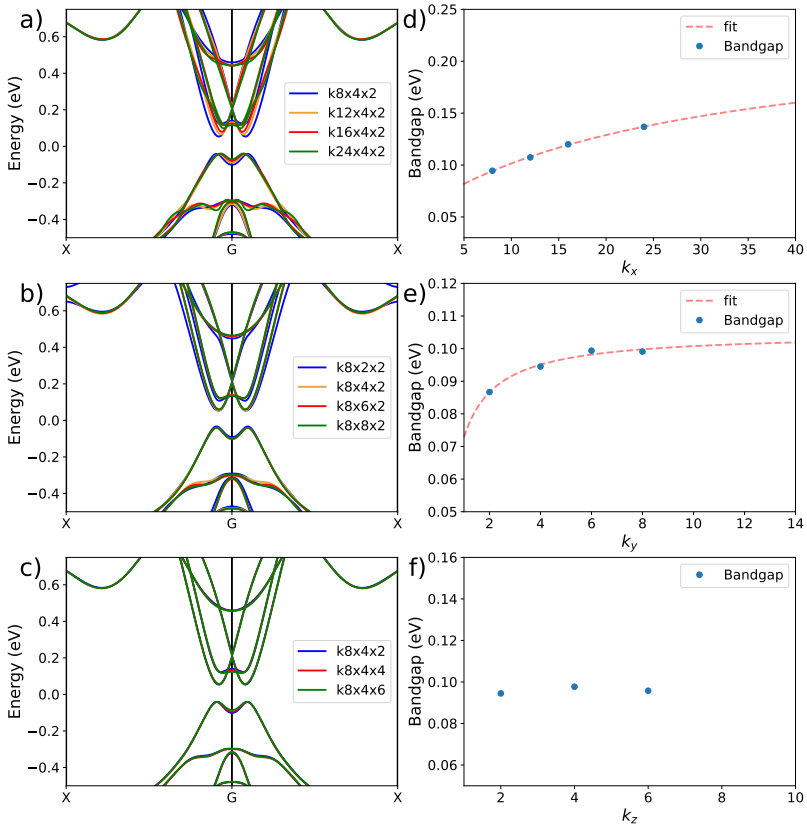 a)
Energy (eV)
0.6
0.4
0.2
0.0
−0.2
−0.4
k8x4x2
k12x4x2
k16x4x2
k24x4x2
X
G
X
d)
Bandgap (eV)
0.25
0.20
0.15
0.10
0.05
fit
Bandgap
5
10
15
20
25
30
35
40
kx
b)
Energy (eV)
0.6
0.4
0.2
0.0
−0.2
−0.4
k8x2x2
k8x4x2
k8x6x2
k8x8x2
X
G
X
e)
Bandgap (eV)
0.12
0.11
0.10
0.09
0.08
0.07
0.06
0.05
fit
Bandgap
2
4
6
8
10
12
14
ky
c)
Energy (eV)
0.6
0.4
0.2
0.0
−0.2
−0.4
k8x4x2
k8x4x4
k8x4x6
X
G
X
f)
Bandgap (eV)
0.16
0.14
0.12
0.10
0.08
0.06
Bandgap
2
4
6
8
10
kz